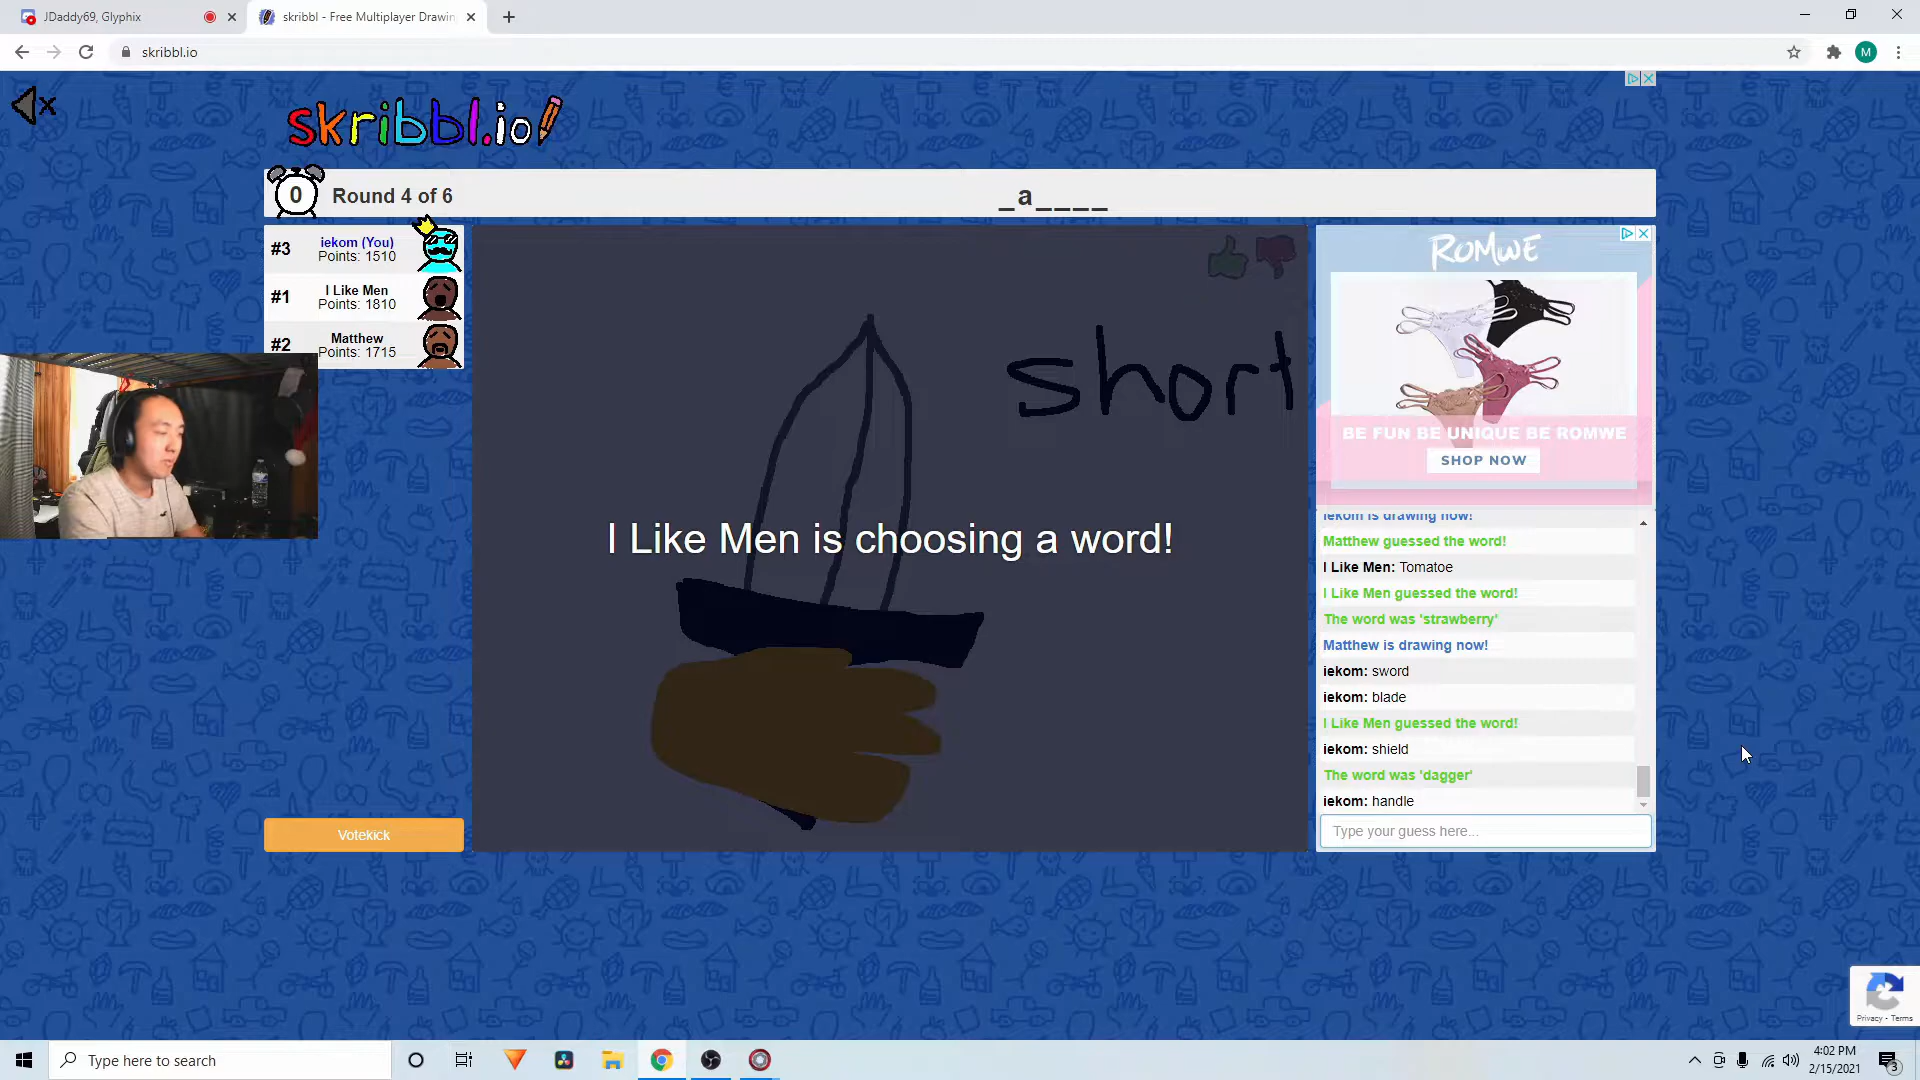 JDaddy69, Glyphix
skribbl - Free Multiplayer Drawin
skribbl.io
M
skribbl.io
0
Round 4 of 6
_a____
#3
iekom (You)
Points: 1510
#1
I Like Men
Points: 1810
#2
Matthew
Points: 1715
short
I Like Men is choosing a word!
Votekick
ROMWE
BE FUN BE UNIQUE BE ROMWE
SHOP NOW
iekom is drawing now!
Matthew guessed the word!
I Like Men: Tomatoe
I Like Men guessed the word!
The word was 'strawberry'
Matthew is drawing now!
iekom: sword
iekom: blade
I Like Men guessed the word!
iekom: shield
The word was 'dagger'
iekom: handle
Type your guess here...
Privacy - Terms
Type here to search
4:02 PM
2/15/2021
3